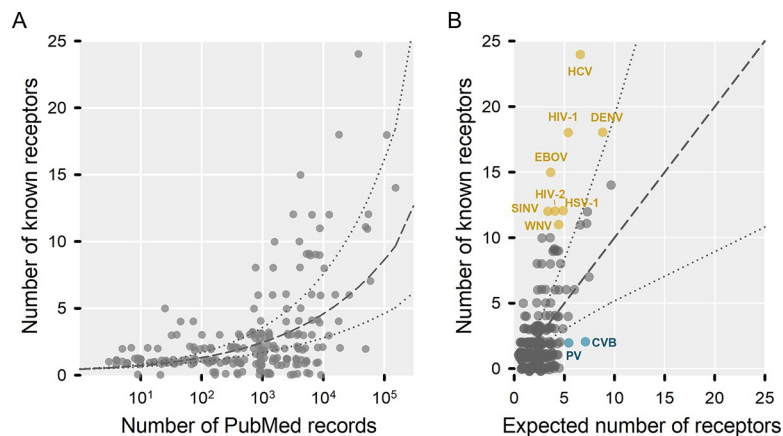 A
Number of known receptors
25
20
15
10
5
0
10¹ 10² 10³ 10⁴ 10⁵
Number of PubMed records
B
Number of known receptors
25
20
15
10
5
0
HCV
HIV-1 DENV
EBOV
HIV-2
SINV HSV-1
WNV
CVB
PV
0 5 10 15 20 25
Expected number of receptors